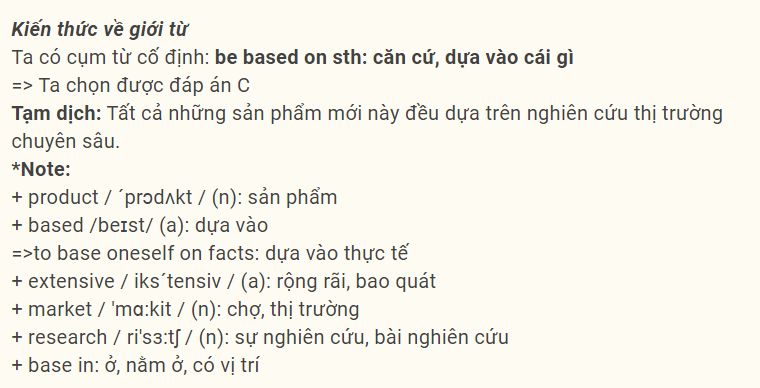 Kiến thức về giới từ
Ta có cụm từ cố định: be based on sth: căn cứ, dựa vào cái gì
=> Ta chọn được đáp án C
Tạm dịch: Tất cả những sản phẩm mới này đều dựa trên nghiên cứu thị trường
chuyên sâu.
*Note:
+ product / ´prɔdʌkt / (n): sản phẩm
+ based /beɪst/ (a): dựa vào
=>to base oneself on facts: dựa vào thực tế
+ extensive / iks´tensiv / (a): rộng rãi, bao quát
+ market / 'mɑ:kit / (n): chợ, thị trường
+ research / ri'sɜ:tʃ / (n): sự nghiên cứu, bài nghiên cứu
+ base in: ở, nằm ở, có vị trí